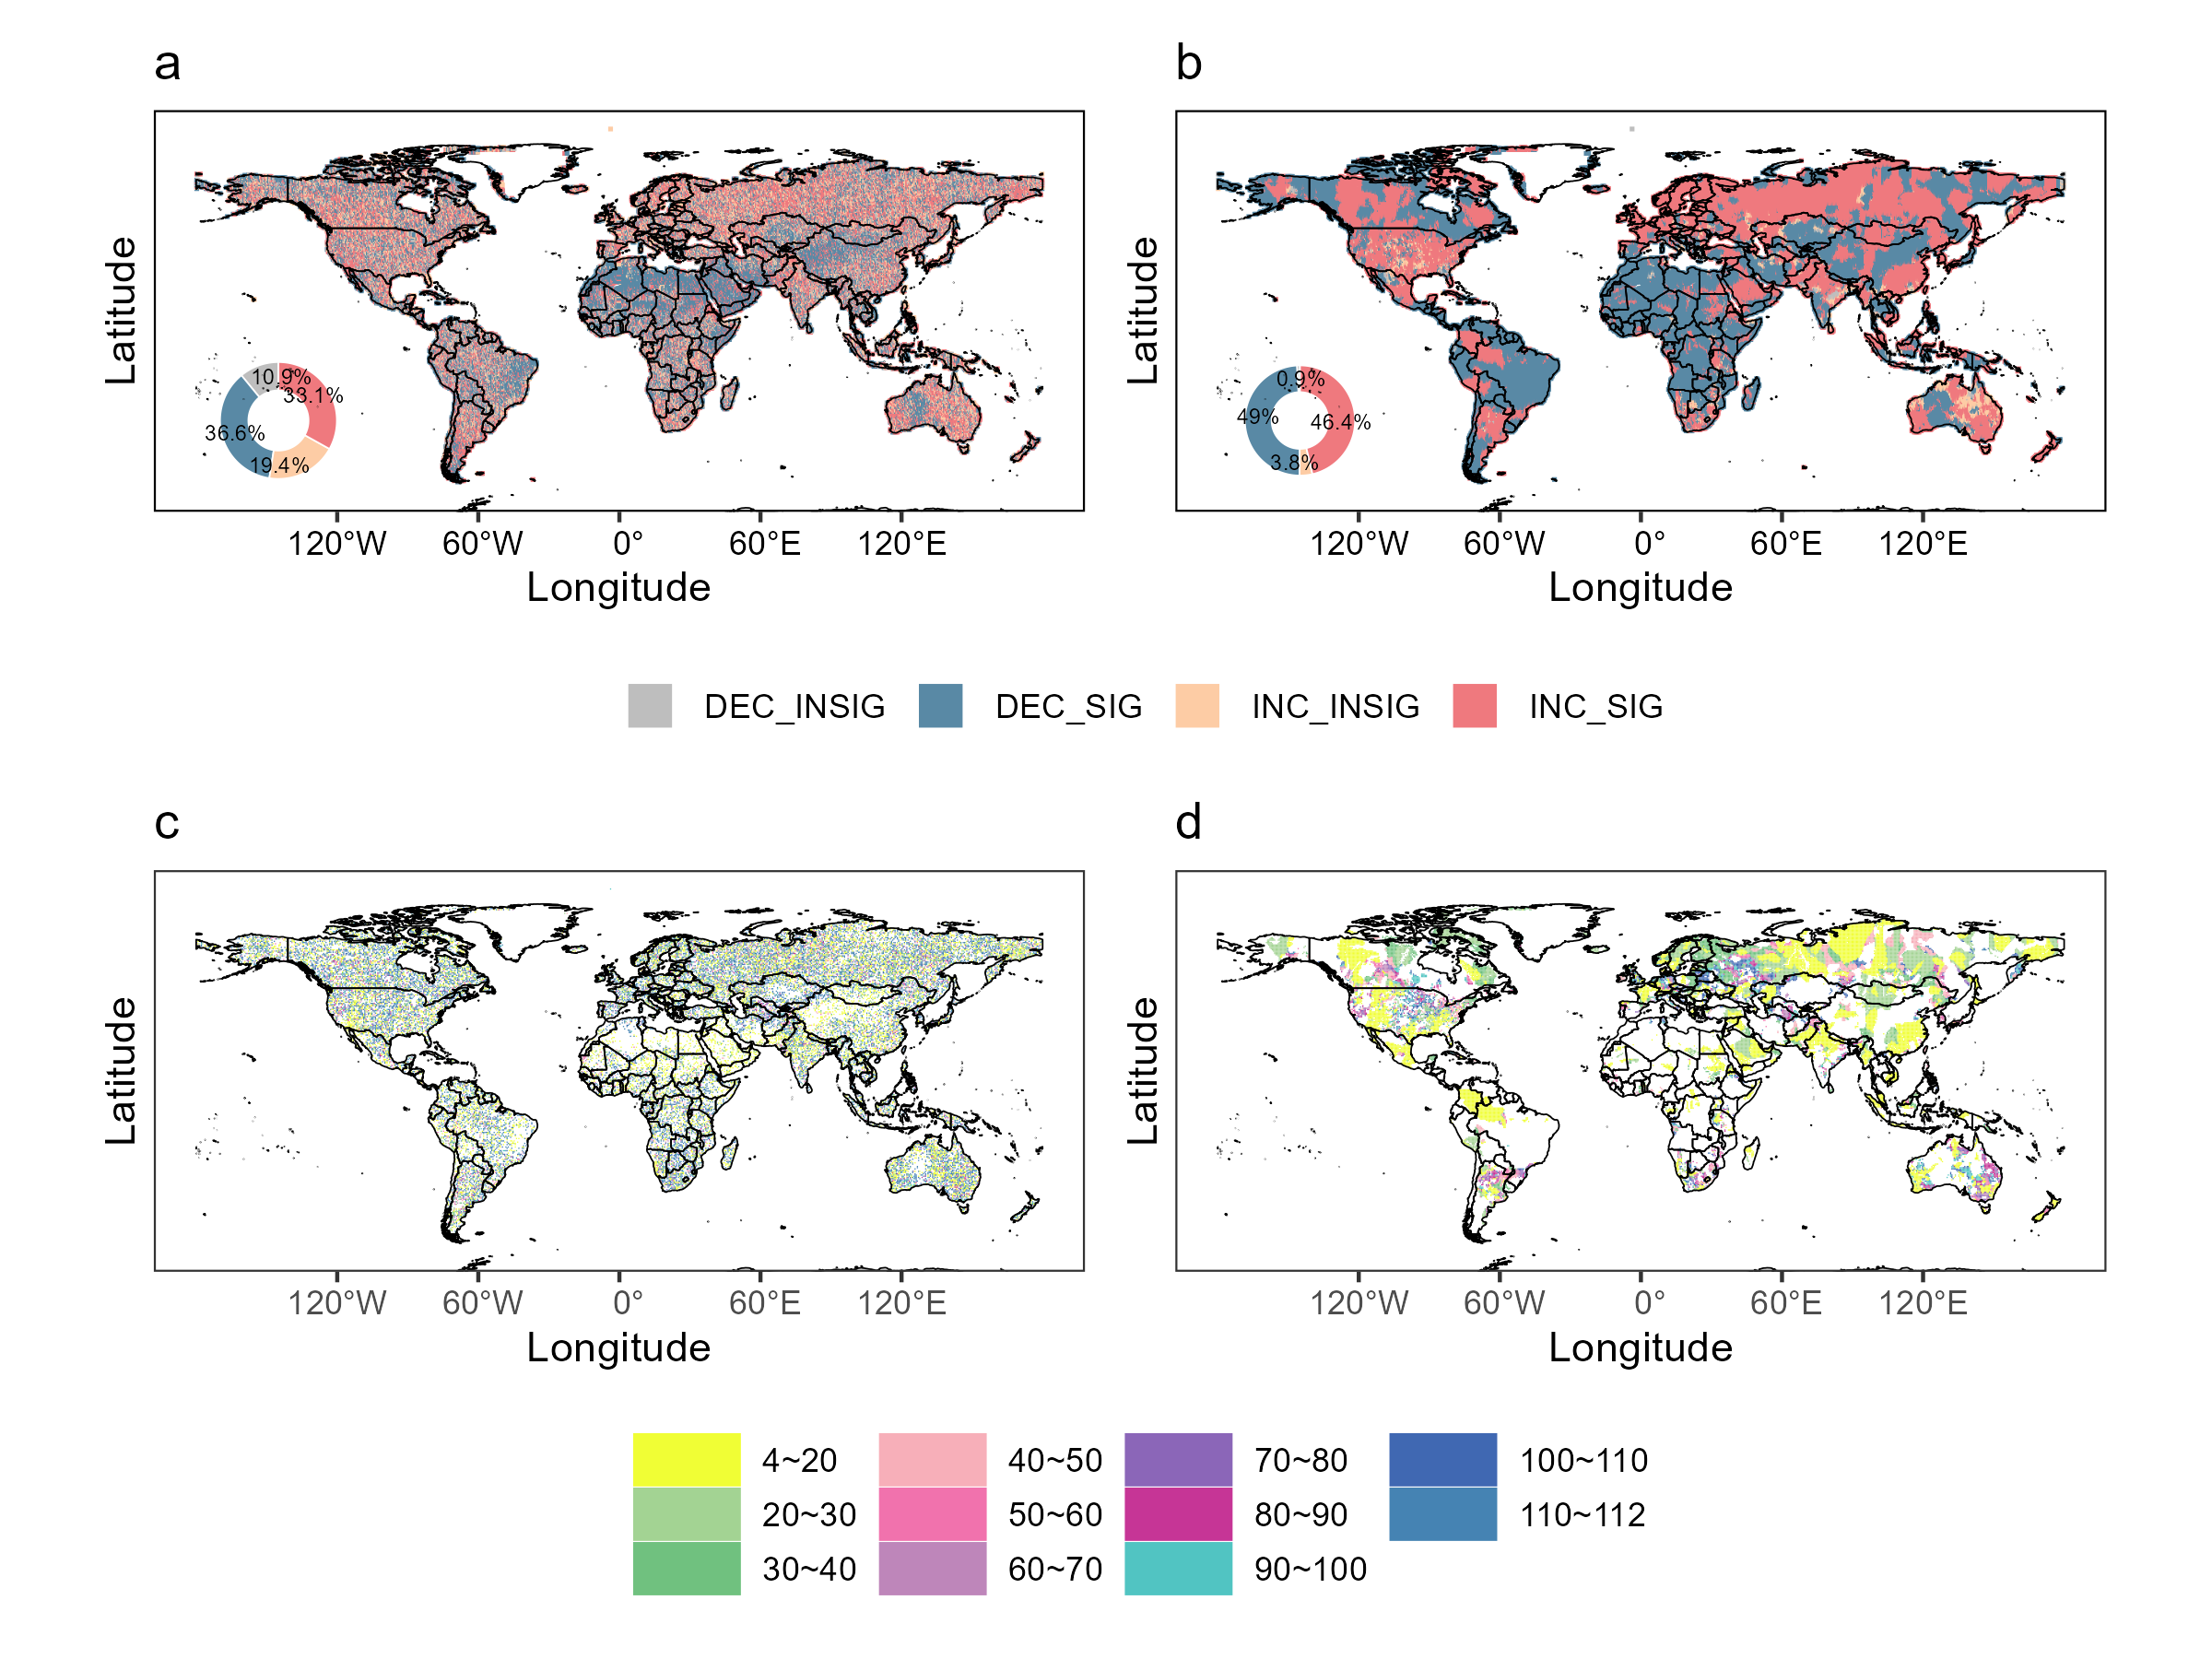 a
b
Latitude
Latitude
10.9%
33.1%
36.6%
19.4%
0.9%
49%
46.4%
3.8%
120°W 60°W 0° 60°E 120°E
120°W 60°W 0° 60°E 120°E
Longitude
Longitude
DEC_INSIG DEC_SIG INC_INSIG INC_SIG
c
d
Latitude
Latitude
120°W 60°W 0° 60°E 120°E
120°W 60°W 0° 60°E 120°E
Longitude
Longitude
4~20 40~50 70~80 100~110
20~30 50~60 80~90 110~112
30~40 60~70 90~100